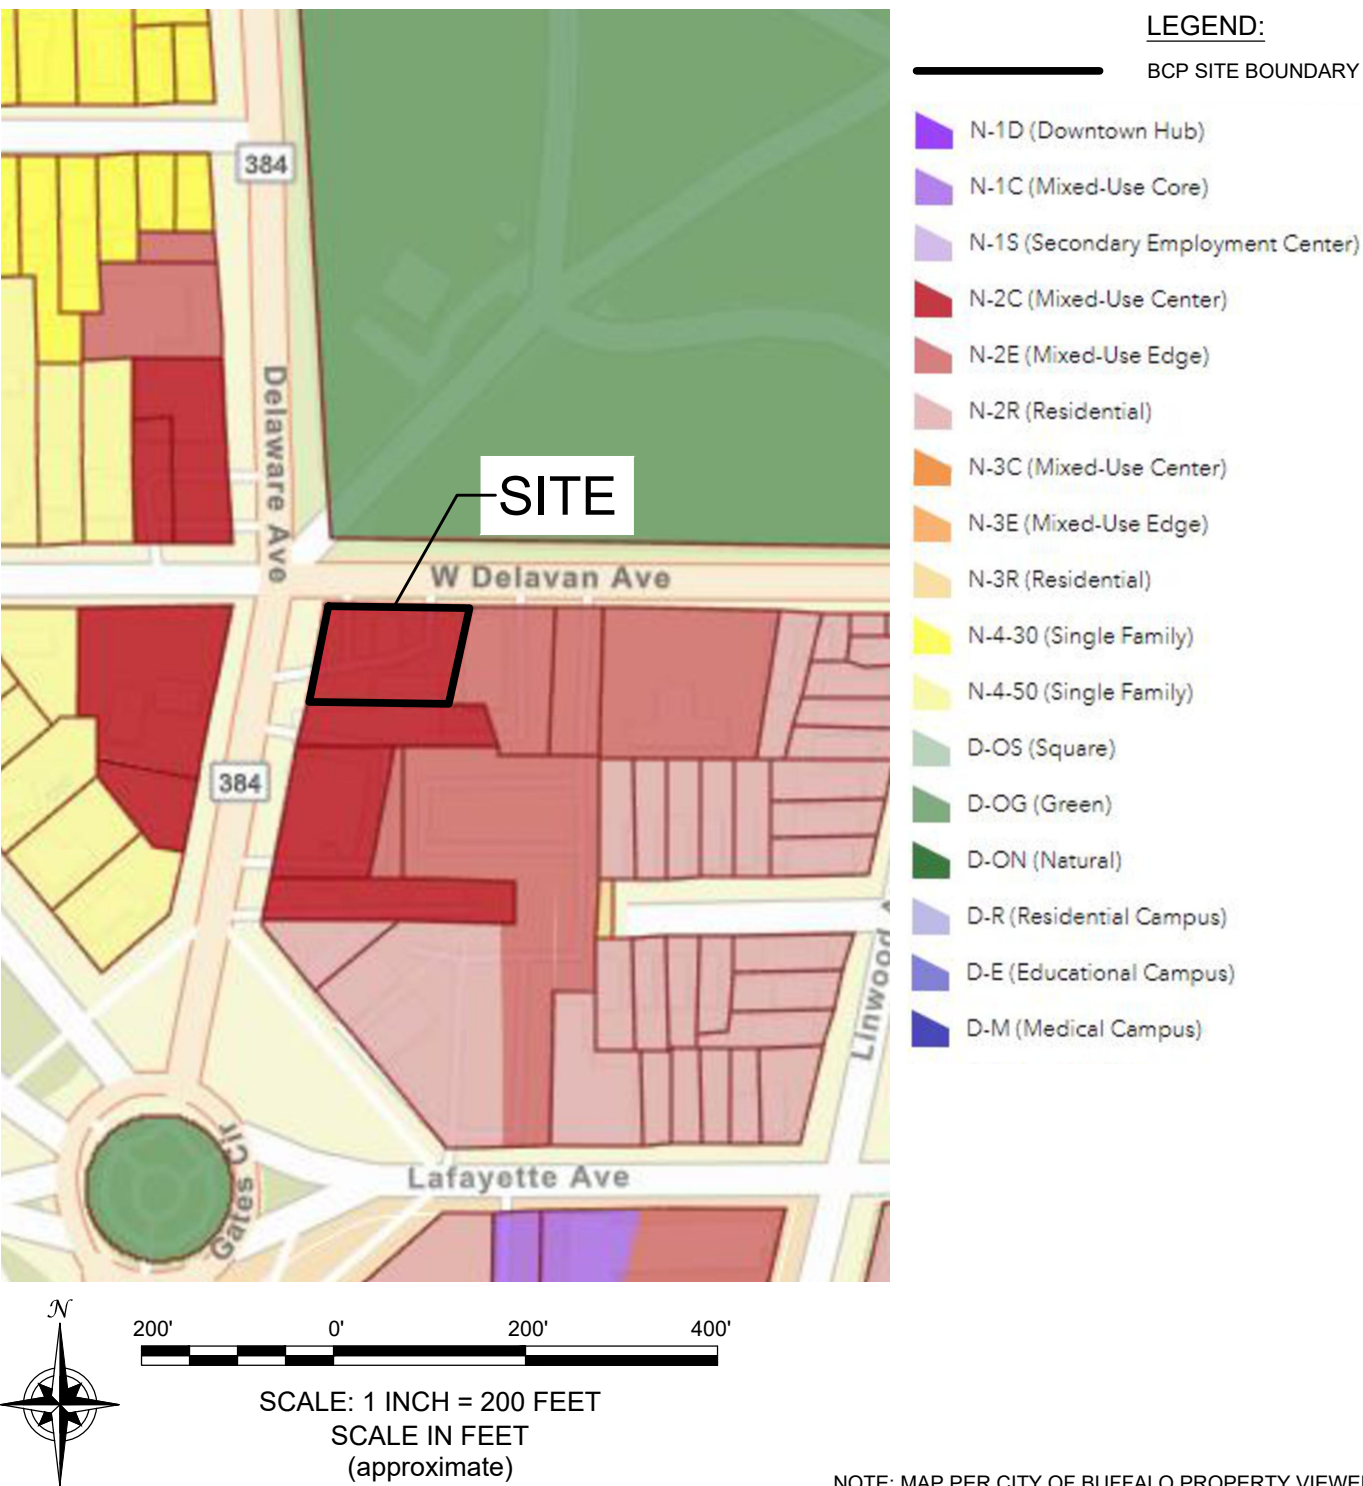 LEGEND:
BCP SITE BOUNDARY
N-1D (Downtown Hub)
N-1C (Mixed-Use Core)
N-1S (Secondary Employment Center)
N-2C (Mixed-Use Center)
N-2E (Mixed-Use Edge)
N-2R (Residential)
N-3C (Mixed-Use Center)
N-3E (Mixed-Use Edge)
N-3R (Residential)
N-4-30 (Single Family)
N-4-50 (Single Family)
D-OS (Square)
D-OG (Green)
D-ON (Natural)
D-R (Residential Campus)
D-E (Educational Campus)
D-M (Medical Campus)
384
Delaware Ave
SITE
W Delavan Ave
384
Linwood
Gates Cir
Lafayette Ave
N
200' 0' 200' 400'
SCALE: 1 INCH = 200 FEET
SCALE IN FEET
(approximate)
NOTE: MAP PER CITY OF BUFFALO PROPERTY VIEWER